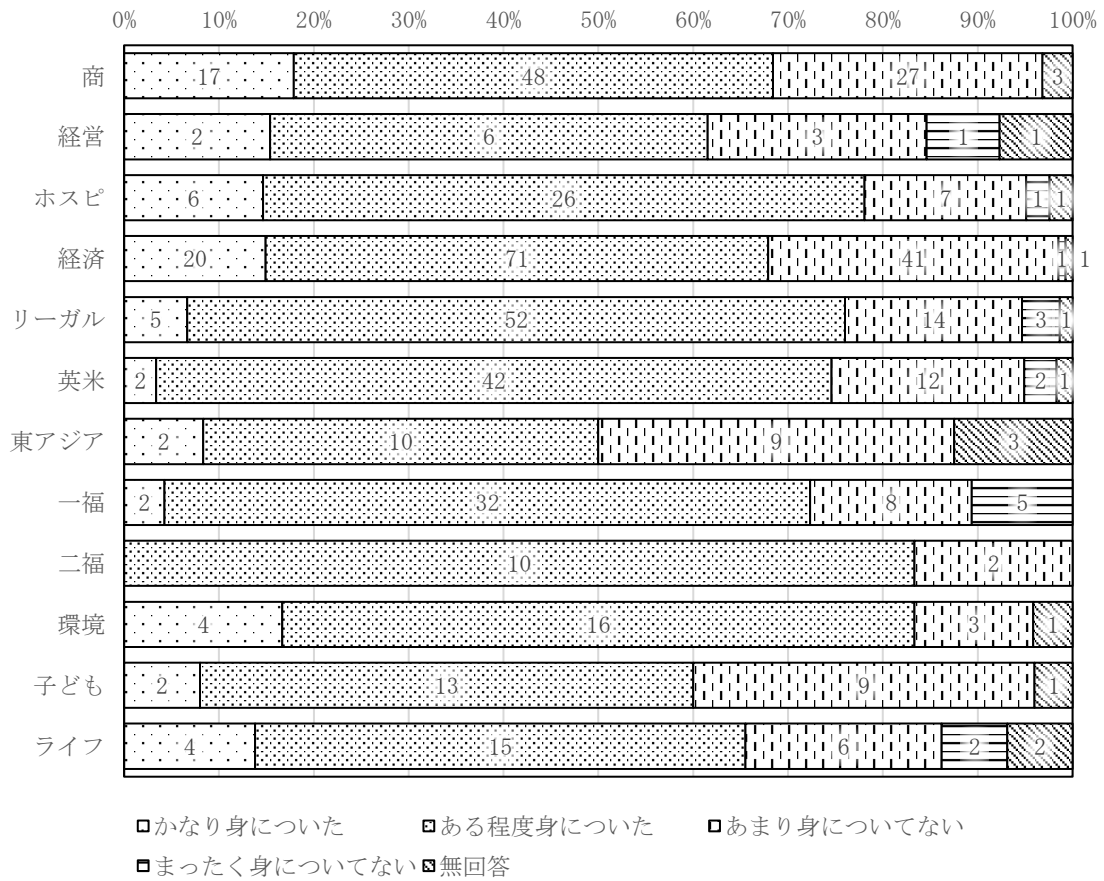 0% 10% 20% 30% 40% 50% 60% 70% 80% 90% 100%
商 17 48 27 3
経営 2 6 3 1 1
ホスピ 6 26 7 1 1
経済 20 71 41 1 1
リーガル 5 52 14 3 1
英米 2 42 12 2 1
東アジア 2 10 9 3
一福 2 32 8 5
二福 10 2
環境 4 16 3 1
子ども 2 13 9 1
ライフ 4 15 6 2 2
かなり身についた ある程度身についた あまり身についてない
まったく身についてない 無回答